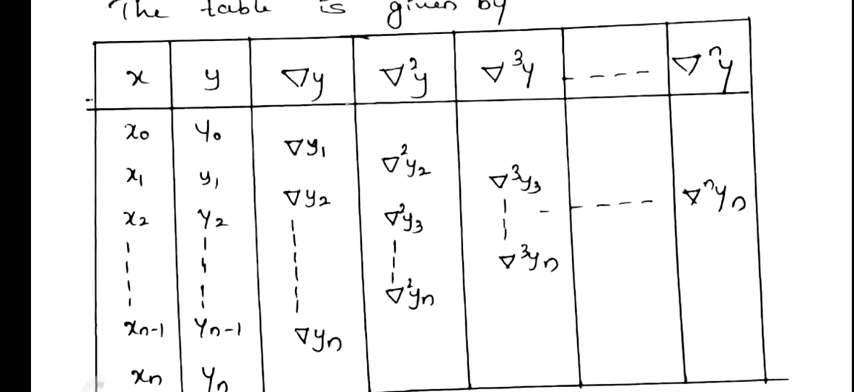 The table is given by
x y ∇y ∇²y ∇³y ---- ∇ⁿy
x₀ y₀
∇y₁
x₁ y₁ ∇²y₂
∇y₂ ∇³y₃
x₂ y₂ ∇²y₃ ---- ∇ⁿyₙ
∇³yₙ
∇²yₙ
xₙ₋₁ yₙ₋₁ ∇yₙ
xₙ yₙ